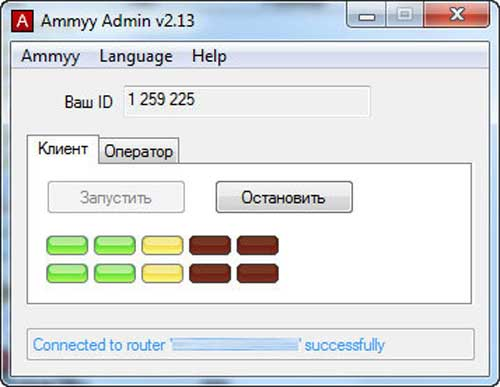 A Ammyy Admin v2.13
Ammyy Language Help
Ваш ID 1 259 225
Клиент Оператор
Запустить Остановить
Connected to router ' ' successfully